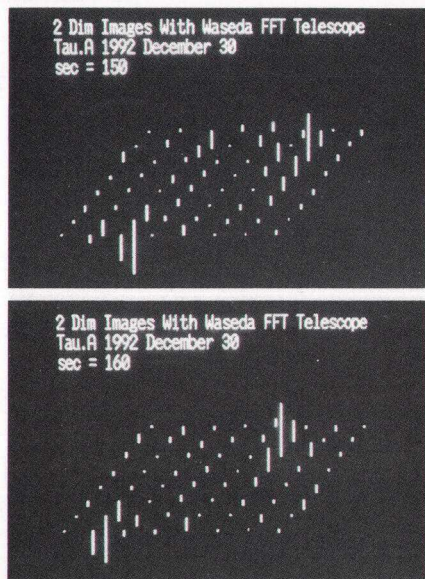 2 Dim Images With Waseda FFT Telescope
Tau.A 1992 December 30
sec = 150
2 Dim Images With Waseda FFT Telescope
Tau.A 1992 December 30
sec = 160